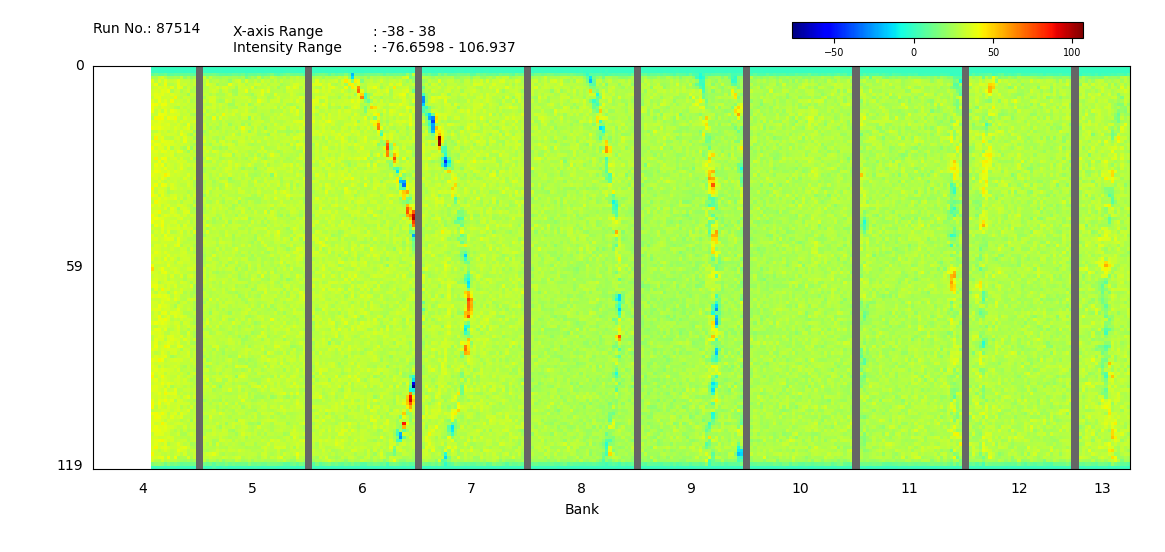 Run No.: 87514
X-axis Range : -38 - 38
Intensity Range : -76.6598 - 106.937
−50 0 50 100
0
59
119
4 5 6 7 8 9 10 11 12 13
Bank